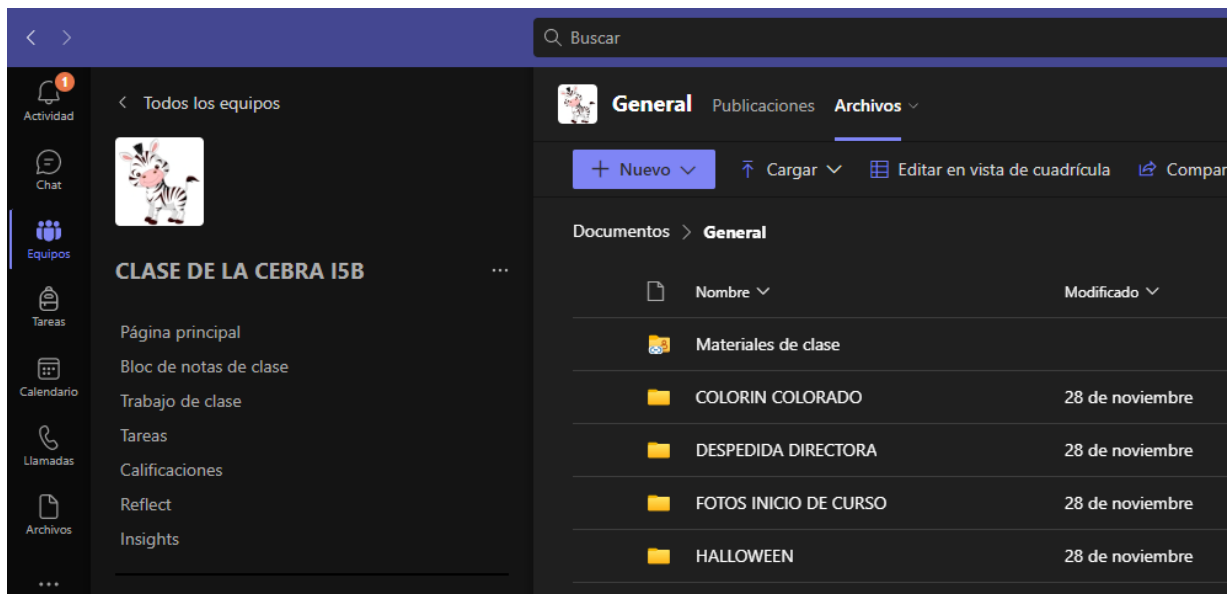 Buscar
1
Actividad
Chat
Equipos
Tareas
Calendario
Llamadas
Archivos
Todos los equipos
CLASE DE LA CEBRA I5B
Página principal
Bloc de notas de clase
Trabajo de clase
Tareas
Calificaciones
Reflect
Insights
General Publicaciones Archivos
Nuevo Cargar Editar en vista de cuadrícula Compar
Documentos > General
Nombre Modificado
Materiales de clase
COLORIN COLORADO 28 de noviembre
DESPEDIDA DIRECTORA 28 de noviembre
FOTOS INICIO DE CURSO 28 de noviembre
HALLOWEEN 28 de noviembre